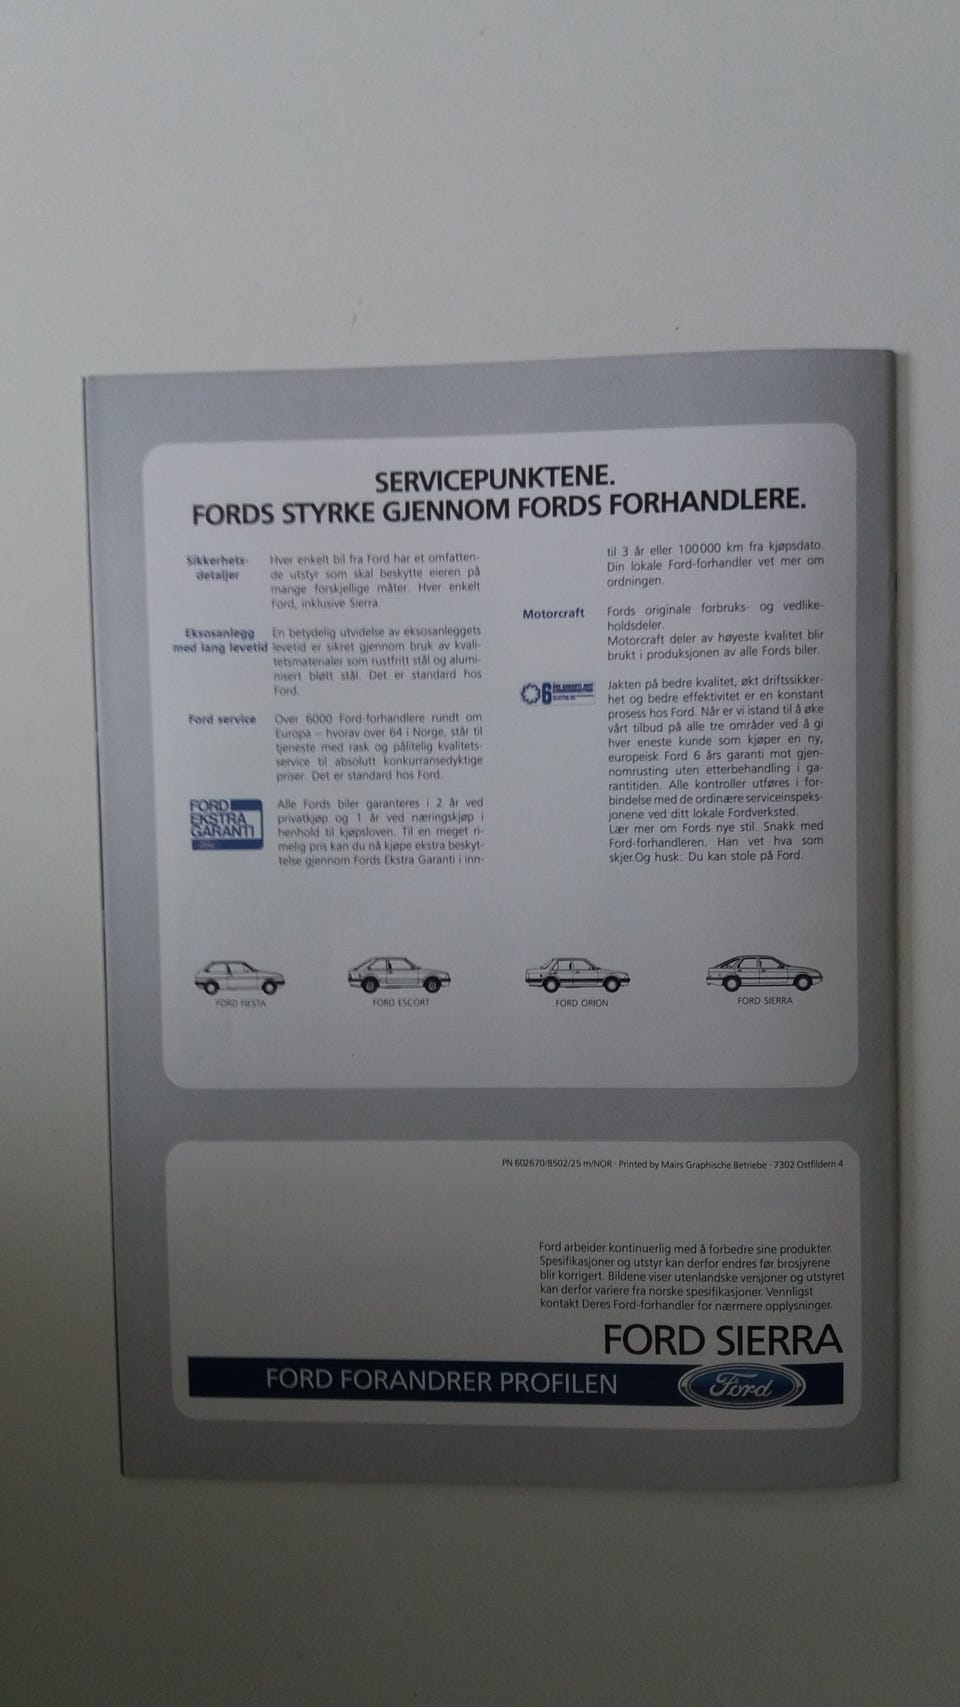 SERVICEPUNKTENE.
FORDS STYRKE GJENNOM FORDS FORHANDLERE.
Sikkerhets-
detaljer
Hver enkelt bil fra Ford har et omfatten-
de utstyr som skal beskytte eieren på
mange forskjellige måter. Hver enkelt
Ford, inklusive Sierra.
Eksosanlegg
med lang levetid
En betydelig utvidelse av eksosanleggets
levetid er sikret gjennom bruk av kvali-
tetsmaterialer som rustfritt stål og alumi-
nisert bløtt stål. Det er standard hos
Ford.
Ford service
Over 6000 Ford-forhandlere rundt om
Europa – hvorav over 64 i Norge, står til
tjeneste med rask og pålitelig kvalitets-
service til absolutt konkurransedyktige
priser. Det er standard hos Ford.
FORD
EKSTRA
GARANTI
Alle Fords biler garanteres i 2 år ved
privatkjøp og 1 år ved næringskjøp i
henhold til kjøpsloven. Til en meget ri-
melig pris kan du nå kjøpe ekstra beskyt-
telse gjennom Fords Ekstra Garanti i inn-
til 3 år eller 100000 km fra kjøpsdato.
Din lokale Ford-forhandler vet mer om
ordningen.
Motorcraft
Fords originale forbruks- og vedlike-
holdsdeler.
Motorcraft deler av høyeste kvalitet blir
brukt i produksjonen av alle Fords biler.
6
Jakten på bedre kvalitet, økt driftssikker-
het og bedre effektivitet er en konstant
prosess hos Ford. Når er vi istand til å øke
vårt tilbud på alle tre områder ved å gi
hver eneste kunde som kjøper en ny,
europeisk Ford 6 års garanti mot gjen-
nomrusting uten etterbehandling i ga-
rantitiden. Alle kontroller utføres i for-
bindelse med de ordinære serviceinspeks-
jonene ved ditt lokale Fordverksted.
Lær mer om Fords nye stil. Snakk med
Ford-forhandleren. Han vet hva som
skjer.Og husk: Du kan stole på Ford.
FORD FIESTA
FORD ESCORT
FORD ORION
FORD SIERRA
PN 602670/8502/25 m/NOR · Printed by Mairs Graphische Betriebe · 7302 Ostfildern 4
Ford arbeider kontinuerlig med å forbedre sine produkter.
Spesifikasjoner og utstyr kan derfor endres før brosjyrene
blir korrigert. Bildene viser utenlandske versjoner og utstyret
kan derfor variere fra norske spesifikasjoner. Vennligst
kontakt Deres Ford-forhandler for nærmere opplysninger.
FORD SIERRA
FORD FORANDRER PROFILEN
Ford